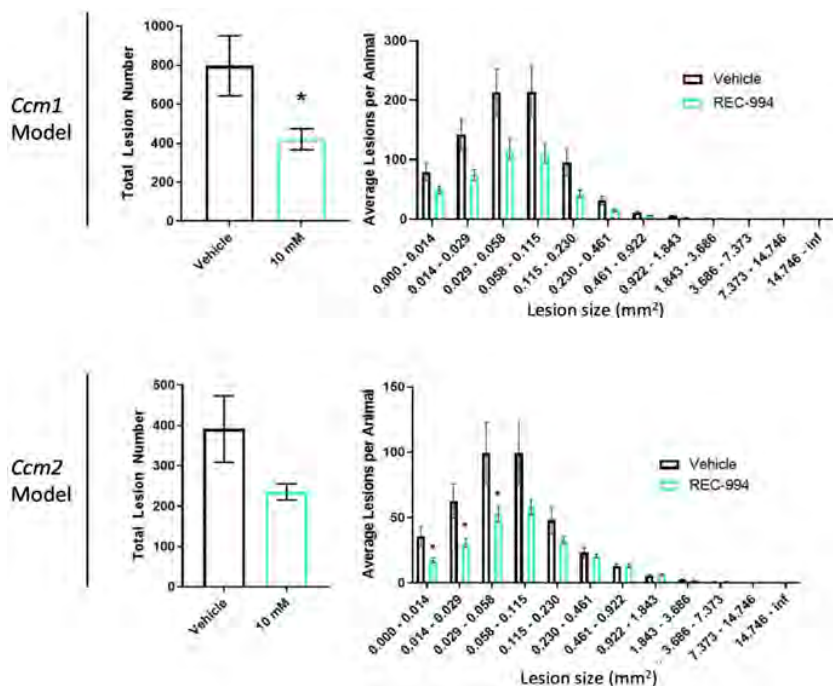 Ccm1
Model
Total Lesion Number
1000
800
600
400
200
0
*
Vehicle
10 mM
Average Lesions per Animal
300
200
100
0
Vehicle
REC-994
0.000 - 0.014
0.014 - 0.029
0.029 - 0.058
0.058 - 0.115
0.115 - 0.230
0.230 - 0.461
0.461 - 0.922
0.922 - 1.843
1.843 - 3.686
3.686 - 7.373
7.373 - 14.746
14.746 - inf
Lesion size (mm²)
Ccm2
Model
Total Lesion Number
500
400
300
200
100
0
Vehicle
10 mM
Average Lesions per Animal
150
100
50
0
Vehicle
REC-994
*
*
*
0.000 - 0.014
0.014 - 0.029
0.029 - 0.058
0.058 - 0.115
0.115 - 0.230
0.230 - 0.461
0.461 - 0.922
0.922 - 1.843
1.843 - 3.686
3.686 - 7.373
7.373 - 14.746
14.746 - inf
Lesion size (mm²)